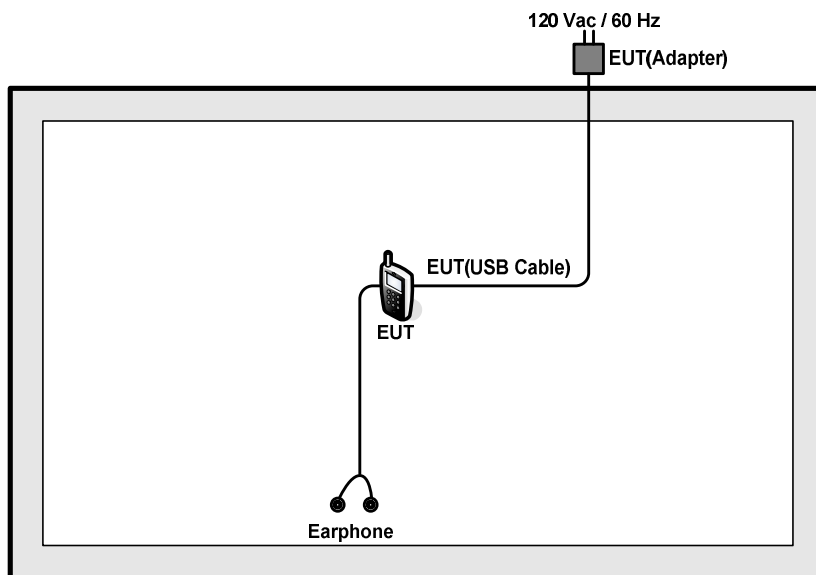 120 Vac / 60 Hz
EUT(Adapter)
EUT(USB Cable)
EUT
Earphone